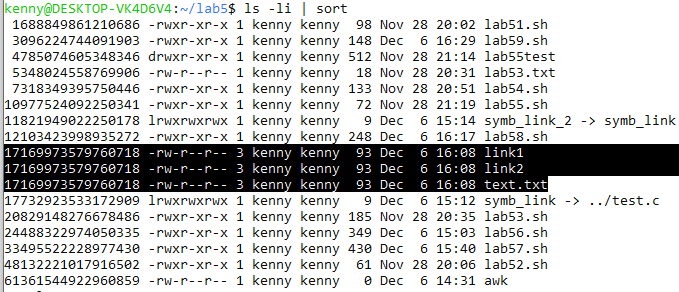 kenny@DESKTOP-VK4D6V4:~/lab5$ ls -li | sort
 1688849861210686 -rwxr-xr-x 1 kenny kenny  98 Nov 28 20:02 lab51.sh
 3096224744091903 -rwxr-xr-x 1 kenny kenny 148 Dec  6 16:29 lab59.sh
 4785074605348346 drwxr-xr-x 1 kenny kenny 512 Nov 28 21:14 lab55test
 5348024558769906 -rw-r--r-- 1 kenny kenny  18 Nov 28 20:31 lab53.txt
 7318349395750446 -rwxr-xr-x 1 kenny kenny 133 Nov 28 20:51 lab54.sh
10977524092250341 -rwxr-xr-x 1 kenny kenny  72 Nov 28 21:19 lab55.sh
11821949022250178 lrwxrwxrwx 1 kenny kenny   9 Dec  6 15:14 symb_link_2 -> symb_link
12103423998935272 -rwxr-xr-x 1 kenny kenny 248 Dec  6 16:17 lab58.sh
17169973579760718 -rw-r--r-- 3 kenny kenny  93 Dec  6 16:08 link1
17169973579760718 -rw-r--r-- 3 kenny kenny  93 Dec  6 16:08 link2
17169973579760718 -rw-r--r-- 3 kenny kenny  93 Dec  6 16:08 text.txt
17732923533172909 lrwxrwxrwx 1 kenny kenny   9 Dec  6 15:12 symb_link -> ../test.c
20829148276678486 -rwxr-xr-x 1 kenny kenny 185 Nov 28 20:35 lab53.sh
24488322974050335 -rwxr-xr-x 1 kenny kenny 349 Dec  6 15:03 lab56.sh
33495522228977430 -rwxr-xr-x 1 kenny kenny 430 Dec  6 15:40 lab57.sh
48132221017916502 -rwxr-xr-x 1 kenny kenny  61 Nov 28 20:06 lab52.sh
61361544922960859 -rw-r--r-- 1 kenny kenny   0 Dec  6 14:31 awk